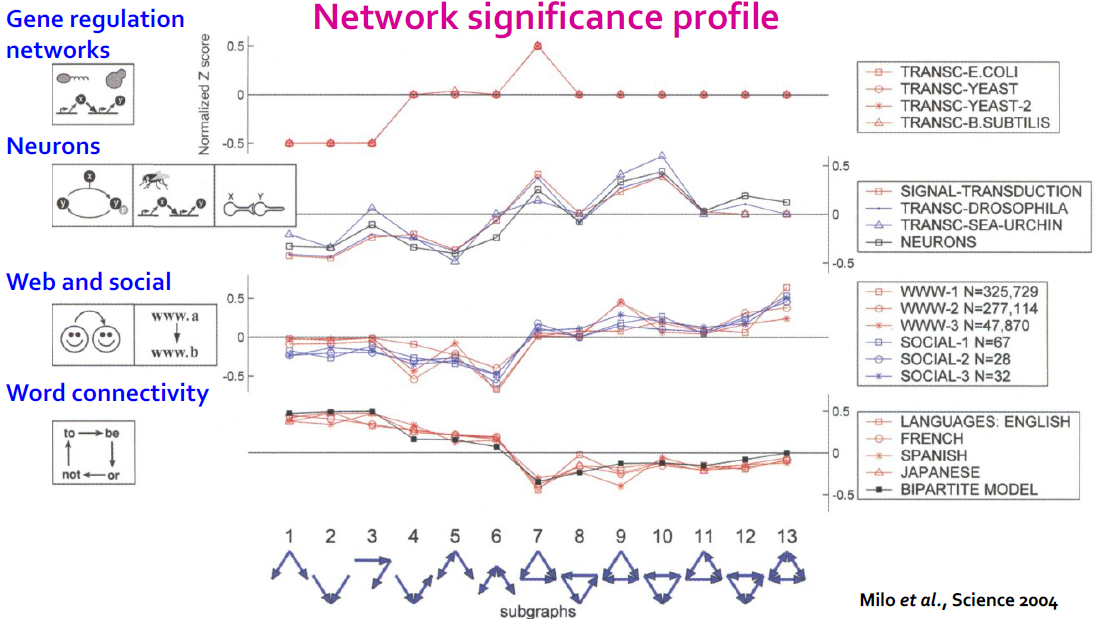 Network significance profile
Gene regulation
networks
x
y
Normalized Z score
0.5
0
-0.5
TRANSC-E.COLI
TRANSC-YEAST
TRANSC-YEAST-2
TRANSC-B.SUBTILIS
Neurons
x
y
y
P
x
y
X
Y
0.5
0
-0.5
SIGNAL-TRANSDUCTION
TRANSC-DROSOPHILA
TRANSC-SEA-URCHIN
NEURONS
Web and social
www.a
www.b
0.5
0
-0.5
WWW-1 N=325,729
WWW-2 N=277,114
WWW-3 N=47,870
SOCIAL-1 N=67
SOCIAL-2 N=28
SOCIAL-3 N=32
Word connectivity
to be
not or
0.5
0
-0.5
LANGUAGES: ENGLISH
FRENCH
SPANISH
JAPANESE
BIPARTITE MODEL
1 2 3 4 5 6 7 8 9 10 11 12 13
subgraphs
Milo et al., Science 2004